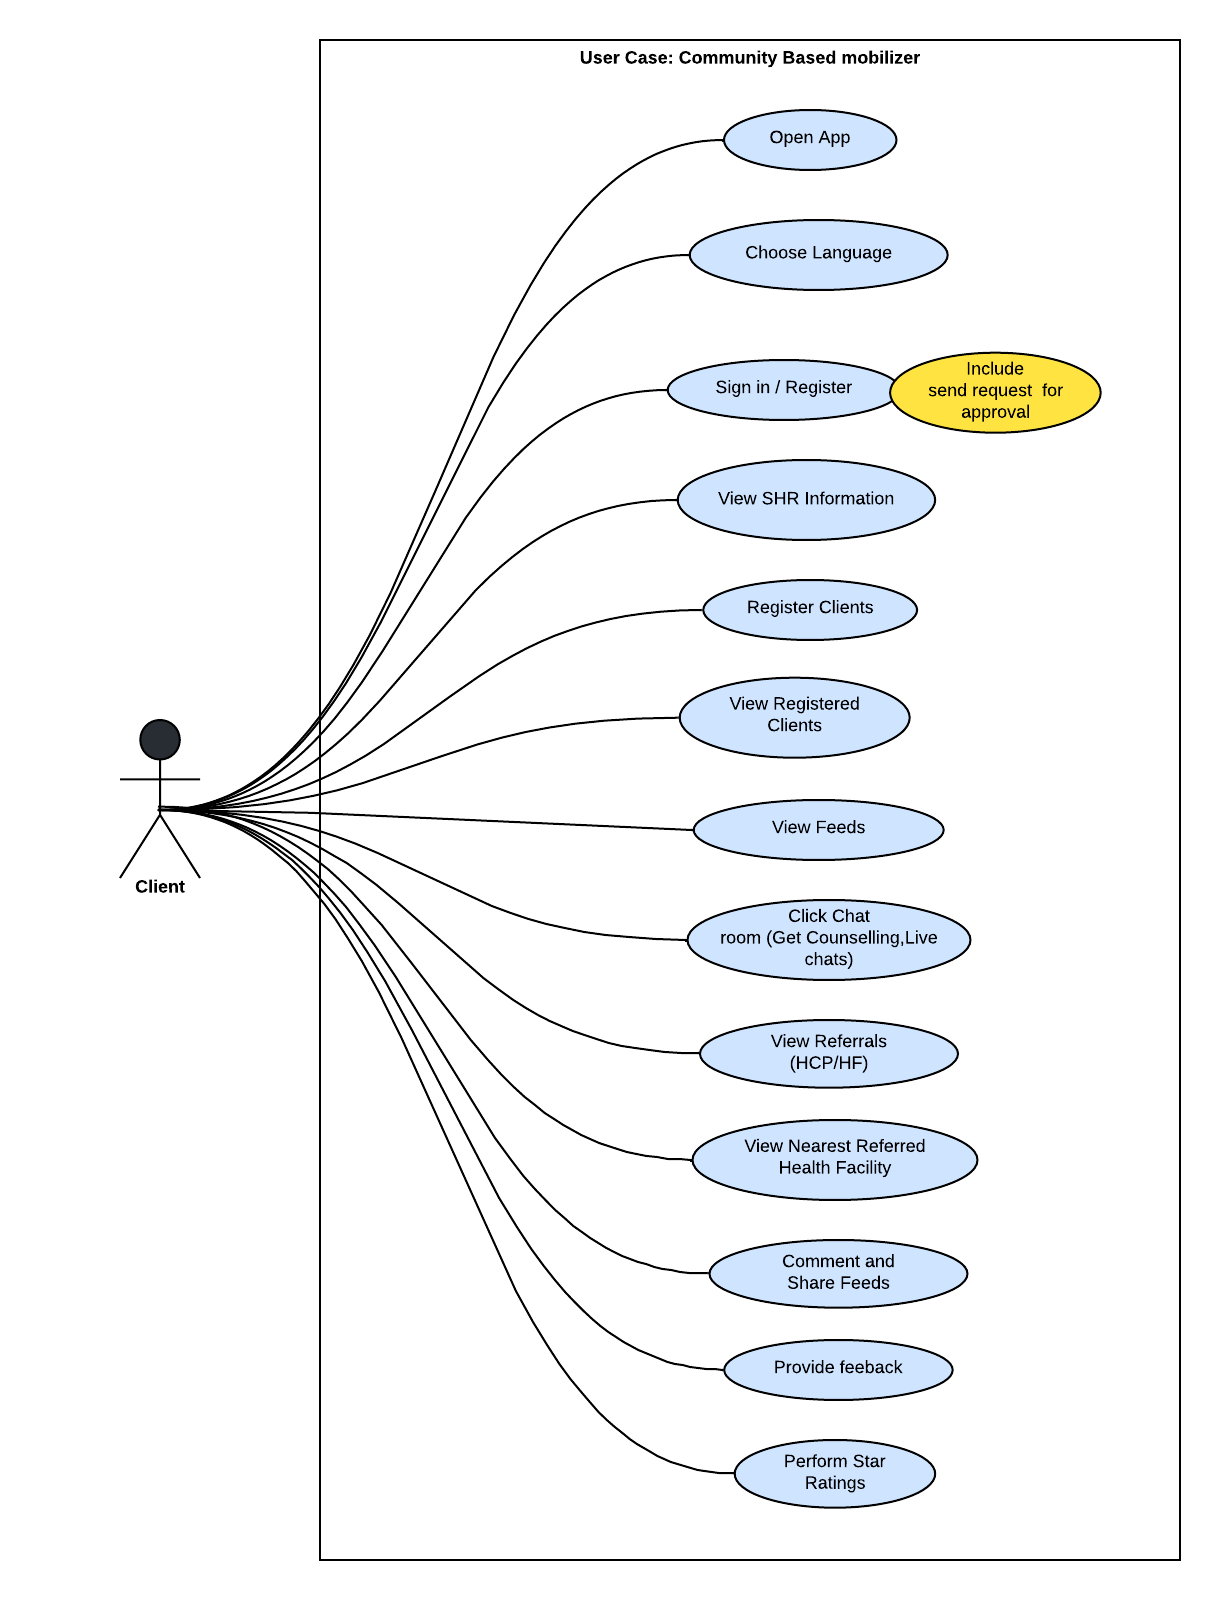 User Case: Community Based mobilizer
Open App
Choose Language
Sign in / Register
Include
send request  for
approval
View SHR Information
Register Clients
View Registered
Clients
View Feeds
Client
Click Chat
room (Get Counselling,Live
chats)
View Referrals
(HCP/HF)
View Nearest Referred
Health Facility
Comment and
Share Feeds
Provide feeback
Perform Star
Ratings